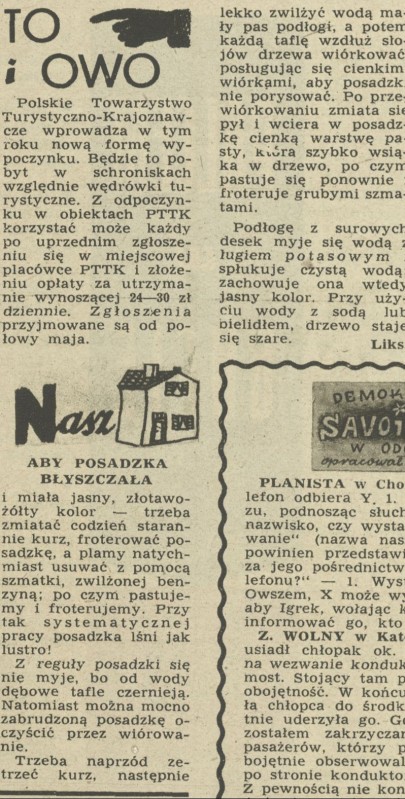 TO
i OWO
Polskie Towarzystwo
Turystyczno-Krajoznaw-
cze wprowadza w tym
roku nową formę wy-
poczynku. Będzie to po-
byt w schroniskach
względnie wędrówki tu-
rystyczne. Z odpoczyn-
ku w obiektach PTTK
korzystać może każdy
po uprzednim zgłosze-
niu się w miejscowej
placówce PTTK i złoże-
niu opłaty za utrzyma-
nie wynoszącej 24—30 zł
dziennie. Zgłoszenia
przyjmowane są od po-
łowy maja.
Nasz
ABY POSADZKA
BŁYSZCZAŁA
i miała jasny, złotawo-
żółty kolor — trzeba
zmiatać codzień staran-
nie kurz, froterować po-
sadzkę, a plamy natych-
miast usuwać z pomocą
szmatki, zwilżonej ben-
zyną; po czym pastuje-
my i froterujemy. Przy
tak systematycznej
pracy posadzka lśni jak
lustro!
Z reguły posadzki się
nie myje, bo od wody
dębowe tafle czernieją.
Natomiast można mocno
zabrudzoną posadzkę o-
czyścić przez wiórowa-
nie.
Trzeba naprzód ze-
trzeć kurz, następnie
lekko zwilżyć wodą ma-
ły pas podłogi, a potem
każdą taflę wzdłuż sło-
jów drzewa wiórkować
posługując się cienkim
wiórkami, aby posadzk
nie porysować. Po prze-
wiórkowaniu zmiata się
pył i wciera w posadz-
kę cienką warstwę pa-
sty, która szybko wsią-
ka w drzewo, po czym
pastuje się ponownie
froteruje grubymi szma-
tami.
Podłogę z surowych
desek myje się wodą z
ługiem potasowym
spłukuje czystą wodą
zachowuje ona wtedy
jasny kolor. Przy uży-
ciu wody z sodą lub
bielidłem, drzewo staje
się szare.
Liks
DEMOK
SAVOI
W OD
opracował
PLANISTA w Cho
lefon odbiera Y. 1.
zu, podnosząc słuch
nazwisko, czy wysta
wanie" (nazwa nas
powinien przedstawi
za jego pośrednictw
lefonu?" — 1. Wys
Owszem, X może wy
aby Igrek, wołając k
informować go, kto
Z. WOLNY w Kat
usiadł chłopak ok.
na wezwanie konduk
most. Stojący tam p
obojętność. W końcu
ła chłopca do środk
tnie uderzyła go. Go
zostałem zakrzyczan
pasażerów, którzy p
bojętnie obserwowal
po stronie kondukto
Z pewnością nie kon